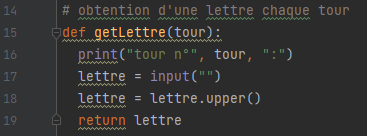 14 # obtention d'une lettre chaque tour
15 def getLettre(tour):
16 print("tour n°", tour, ":")
17 lettre = input("")
18 lettre = lettre.upper()
19 return lettre